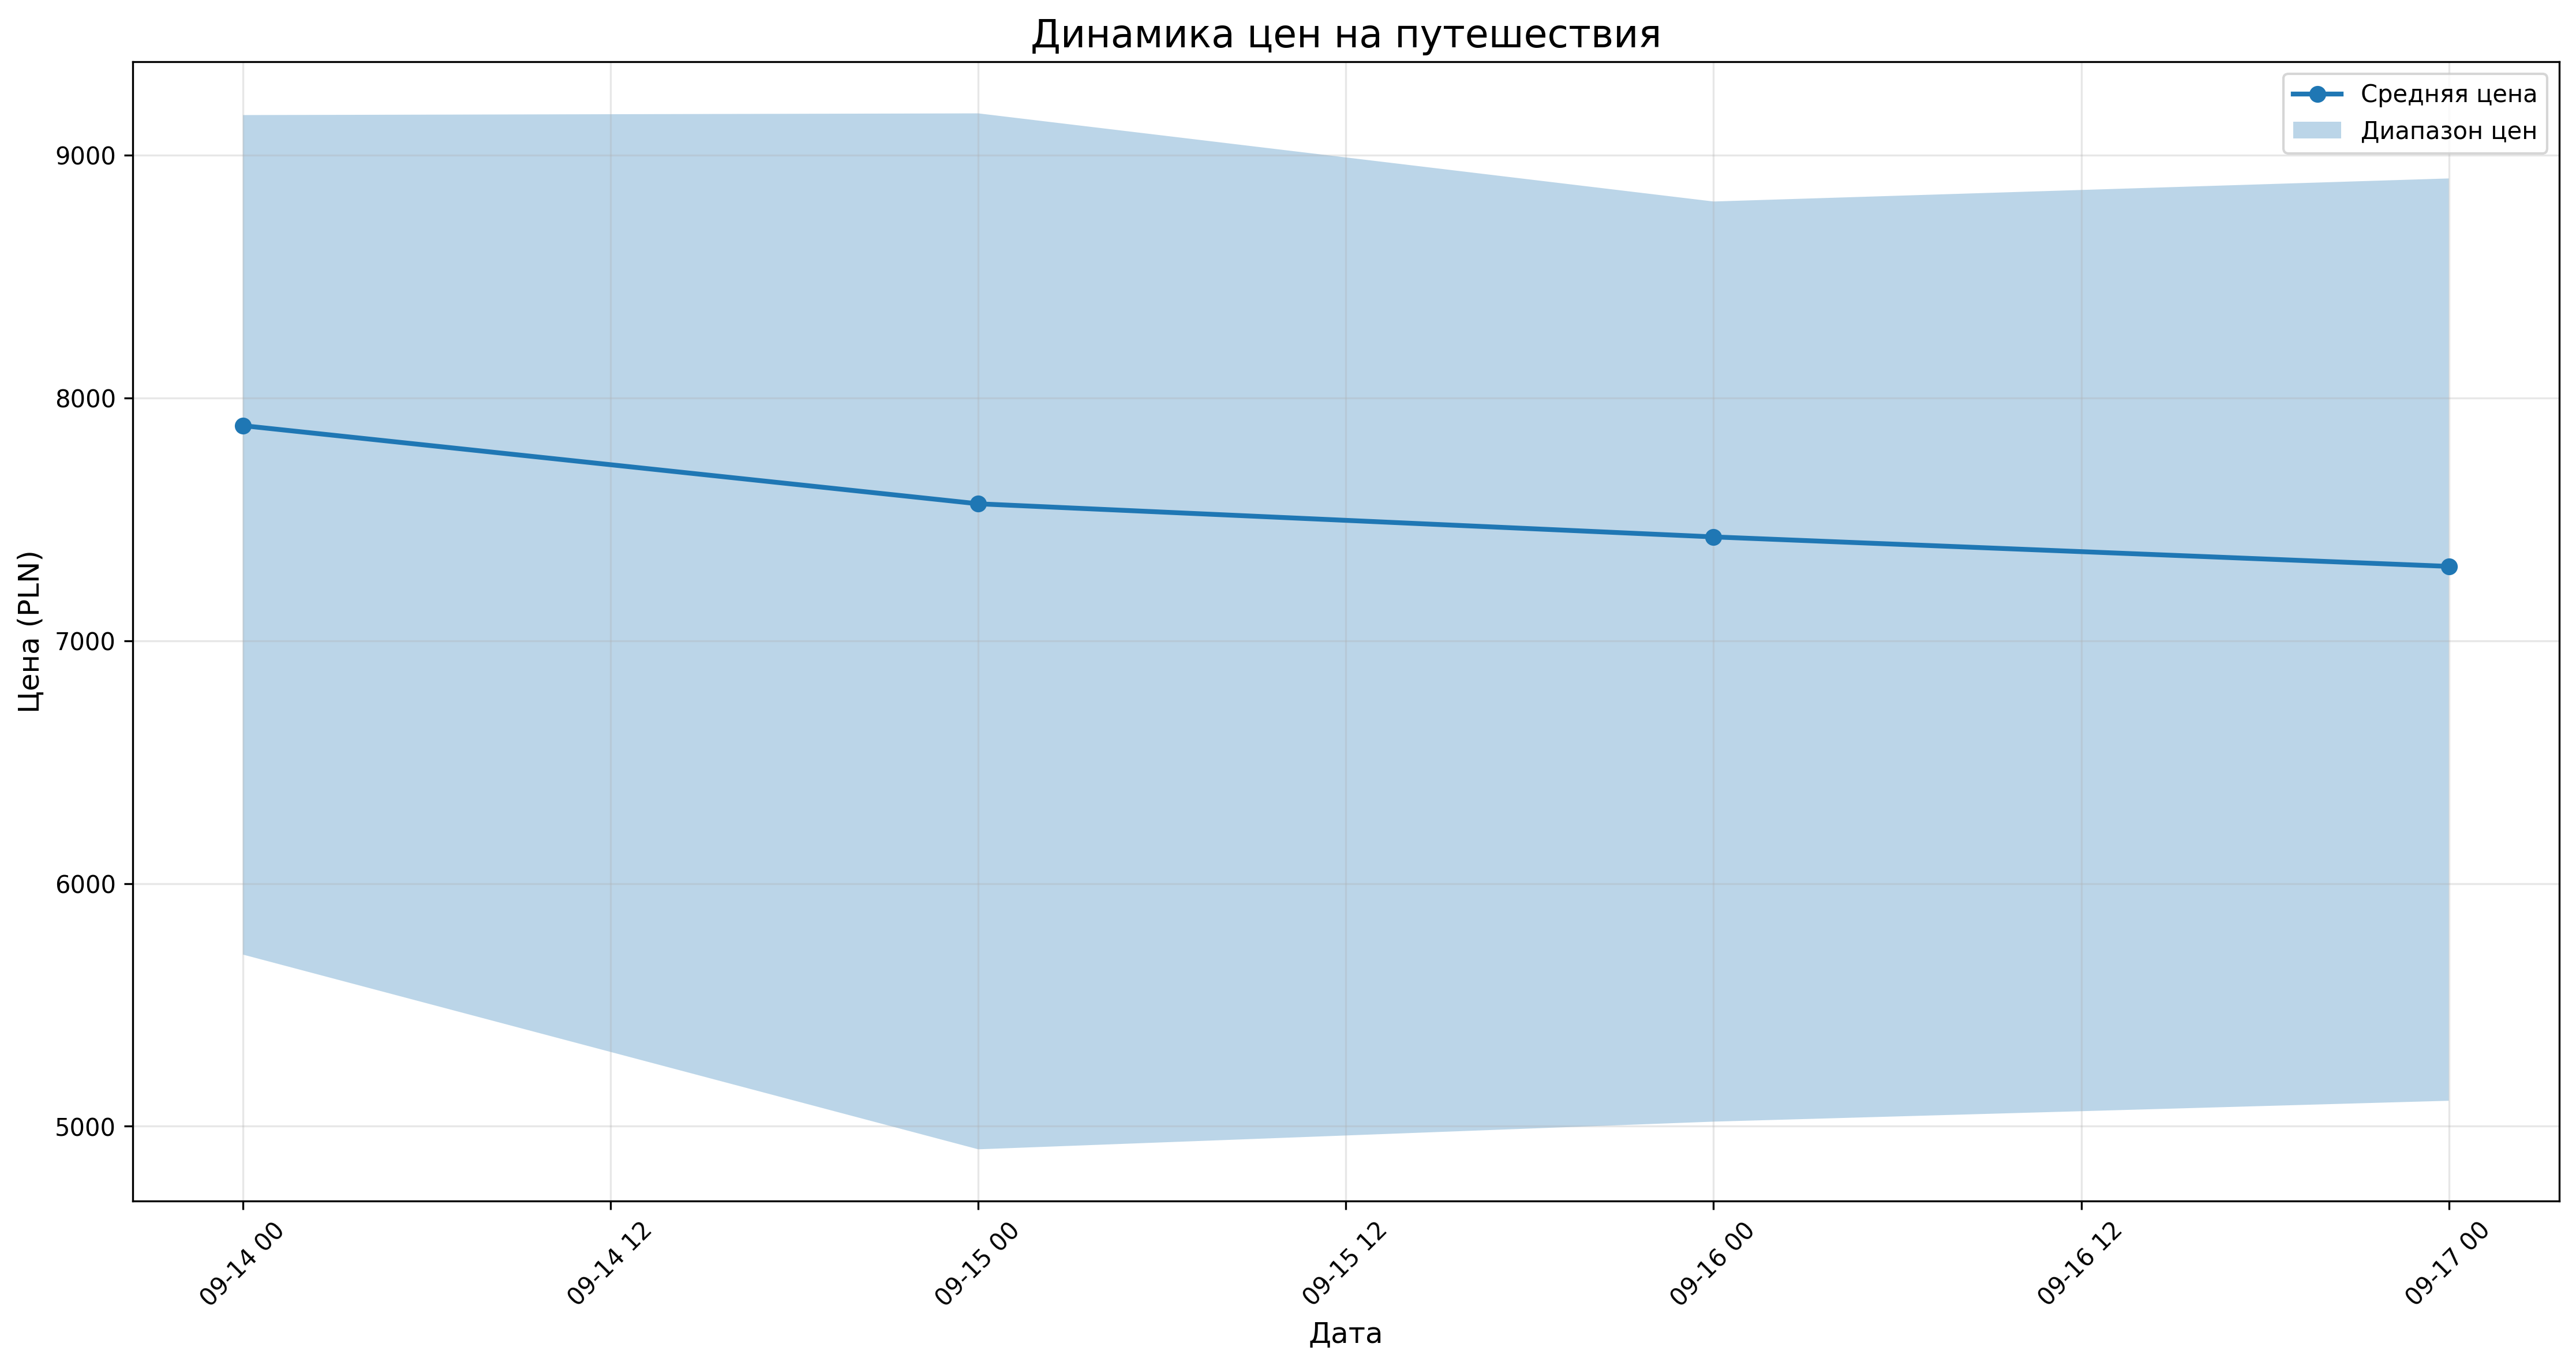 Динамика цен на путешествия
Средняя цена
Диапазон цен
Цена (PLN)
9000
8000
7000
6000
5000
09-14 00
09-14 12
09-15 00
09-15 12
09-16 00
09-16 12
09-17 00
Дата